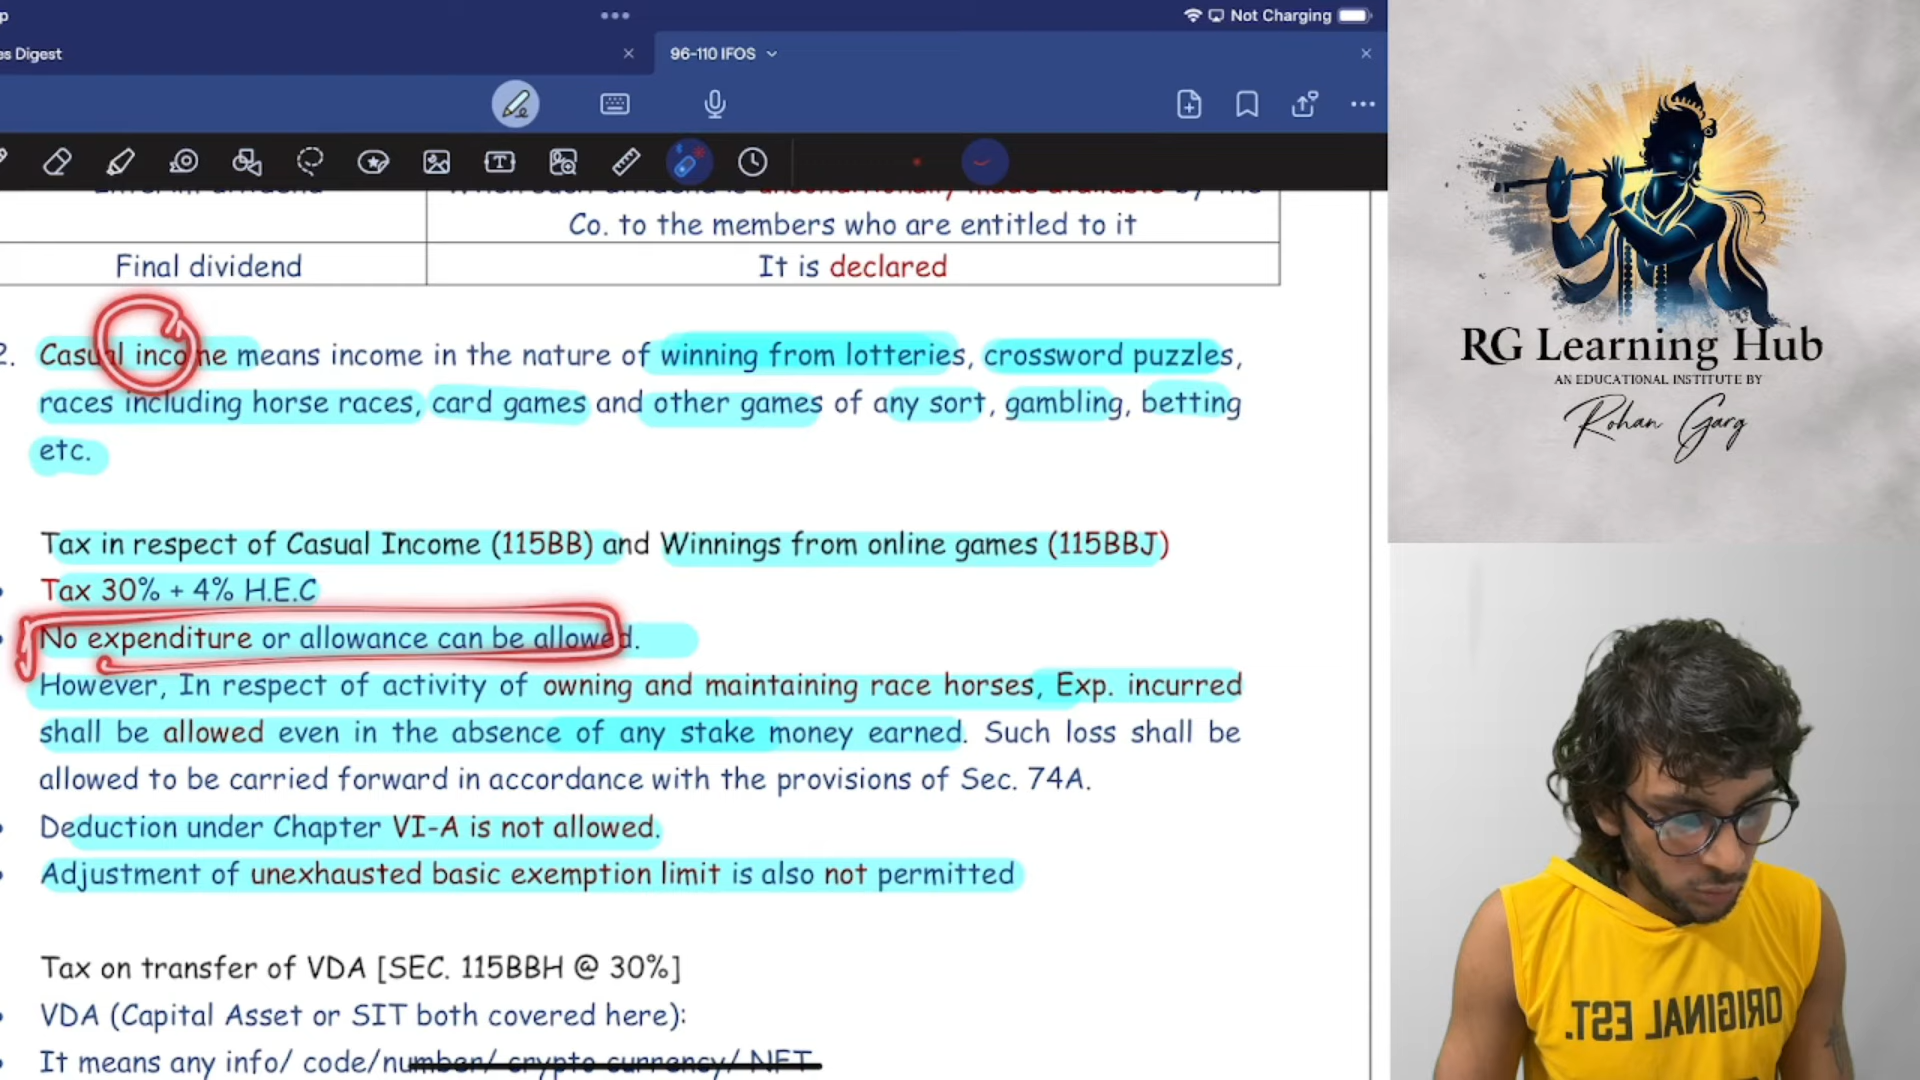 Not Charging
es Digest
96-110 IFOS
Co. to the members who are entitled to it
Final dividend
It is declared
2. Casual income means income in the nature of winning from lotteries, crossword puzzles,
races including horse races, card games and other games of any sort, gambling, betting
etc.
Tax in respect of Casual Income (115BB) and Winnings from online games (115BBJ)
Tax 30% + 4% H.E.C
No expenditure or allowance can be allowed.
However, In respect of activity of owning and maintaining race horses, Exp. incurred
shall be allowed even in the absence of any stake money earned. Such loss shall be
allowed to be carried forward in accordance with the provisions of Sec. 74A.
Deduction under Chapter VI-A is not allowed.
Adjustment of unexhausted basic exemption limit is also not permitted
Tax on transfer of VDA [SEC. 115BBH @ 30%]
VDA (Capital Asset or SIT both covered here):
It means any info/ code/number/ crypto currency/ NFT
RG Learning Hub
AN EDUCATIONAL INSTITUTE BY
Rohan Garg
ORIGINAL EST.